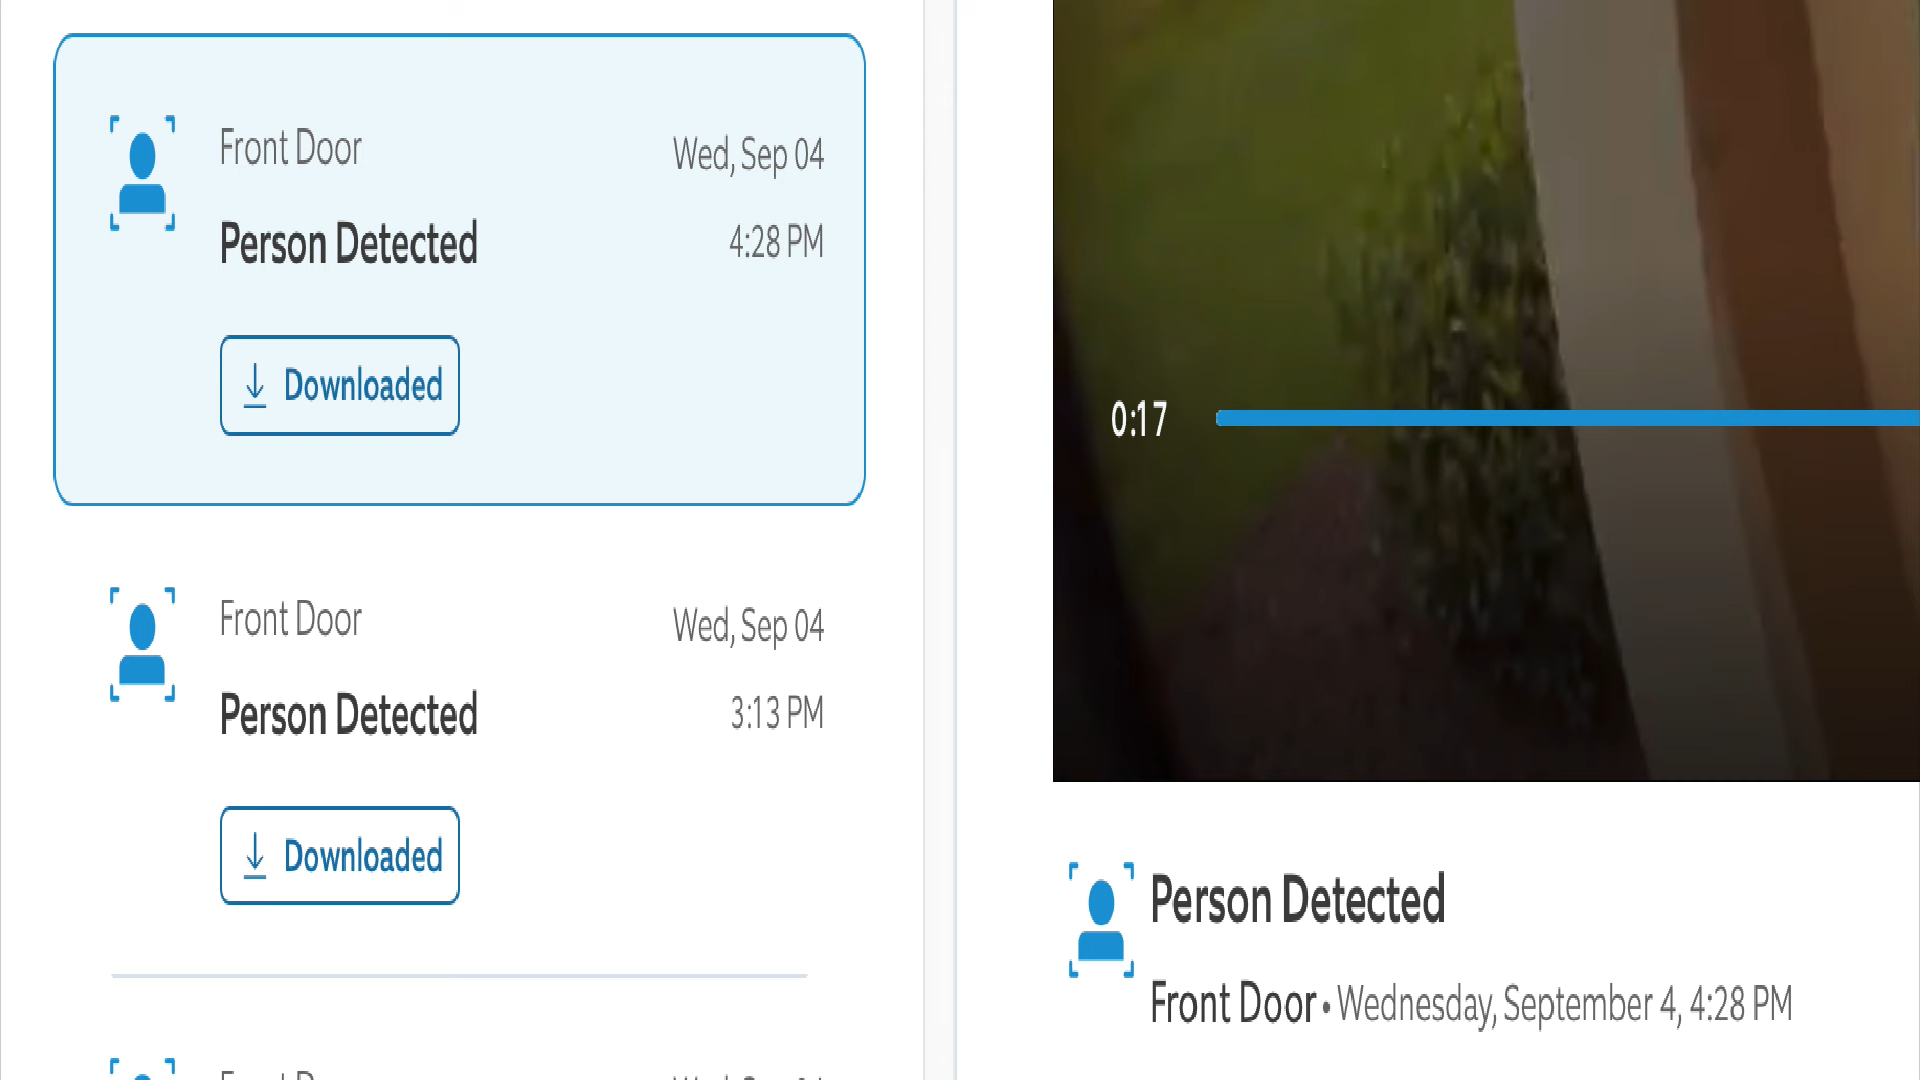 Front Door
Wed, Sep 04
Person Detected
4:28 PM
Downloaded
Front Door
Wed, Sep 04
Person Detected
3:13 PM
Downloaded
0:17
Person Detected
Front Door • Wednesday, September 4, 4:28 PM